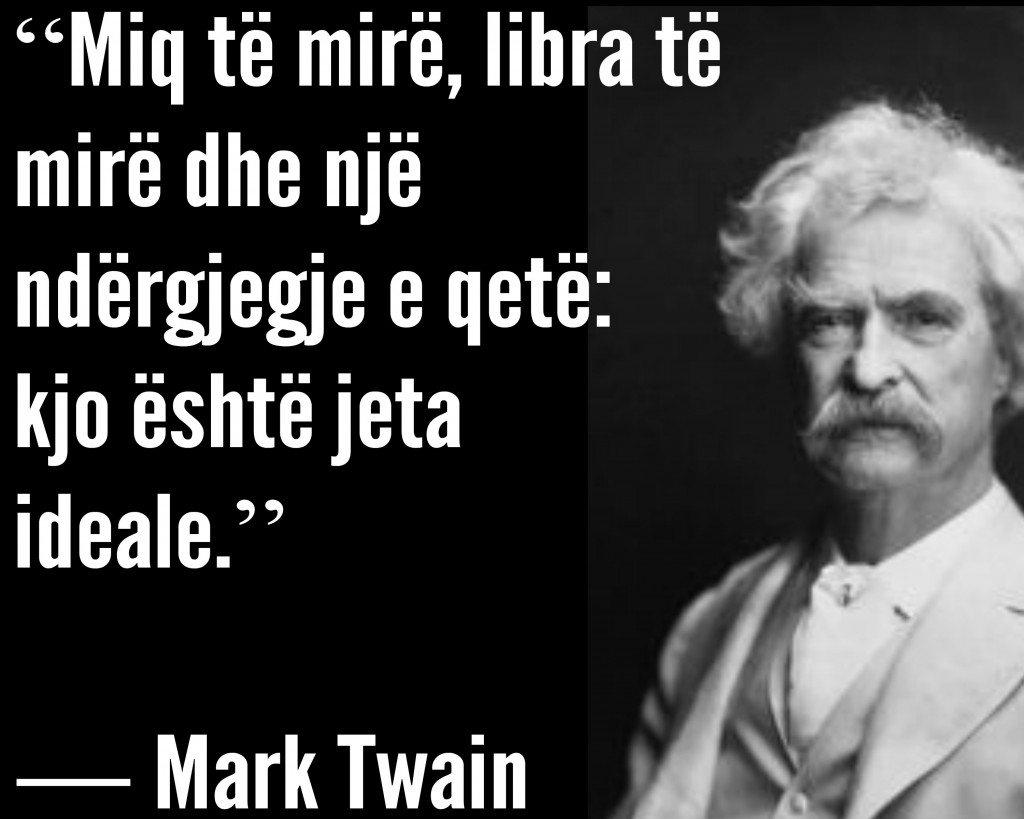 “Miq të mirë, libra të
mirë dhe një
ndërgjegje e qetë:
kjo është jeta
ideale.”
— Mark Twain